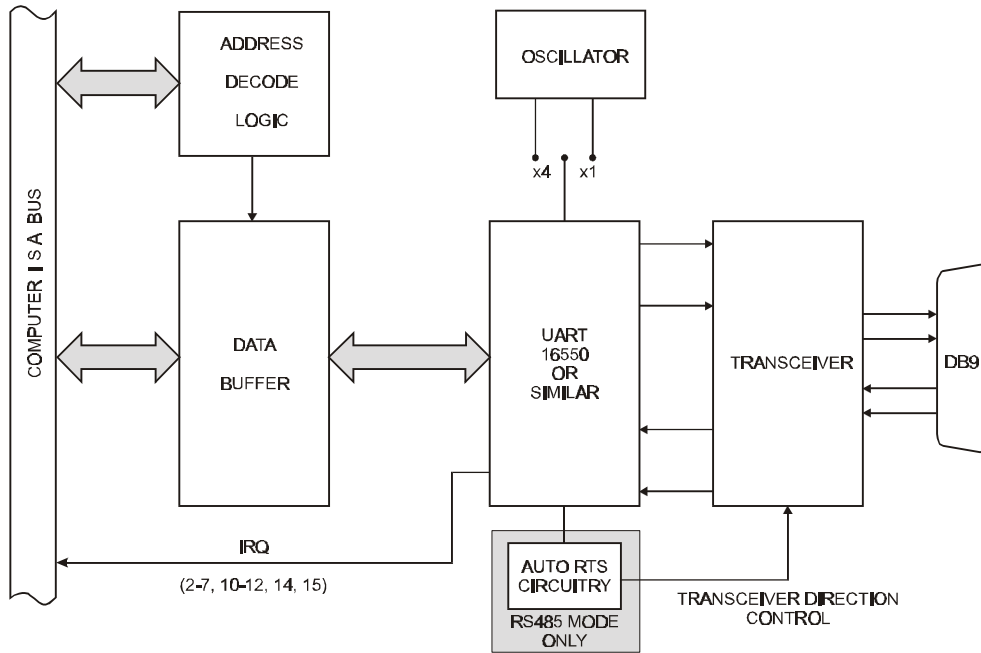 COMPUTER ISA BUS
ADDRESS
DECODE
LOGIC
OSCILLATOR
x4
x1
DATA
BUFFER
UART
16550
OR
SIMILAR
TRANSCEIVER
DB9
IRQ
(2-7, 10-12, 14, 15)
AUTO RTS
CIRCUITRY
RS485 MODE
ONLY
TRANSCEIVER DIRECTION
CONTROL